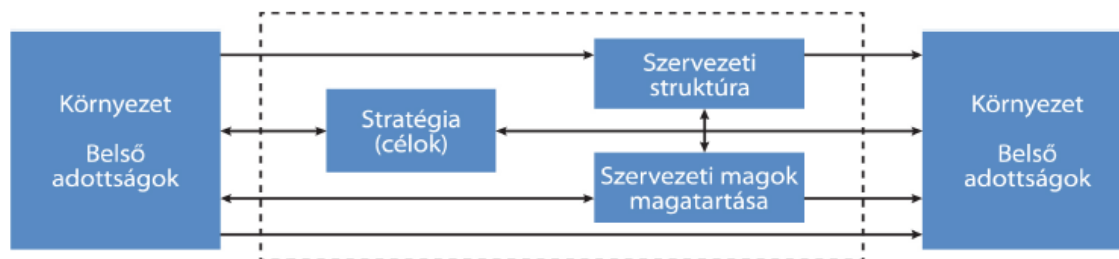 Környezet
Belső
adottságok
Stratégia
(célok)
Szervezeti
struktúra
Szervezeti magok
magatartása
Környezet
Belső
adottságok